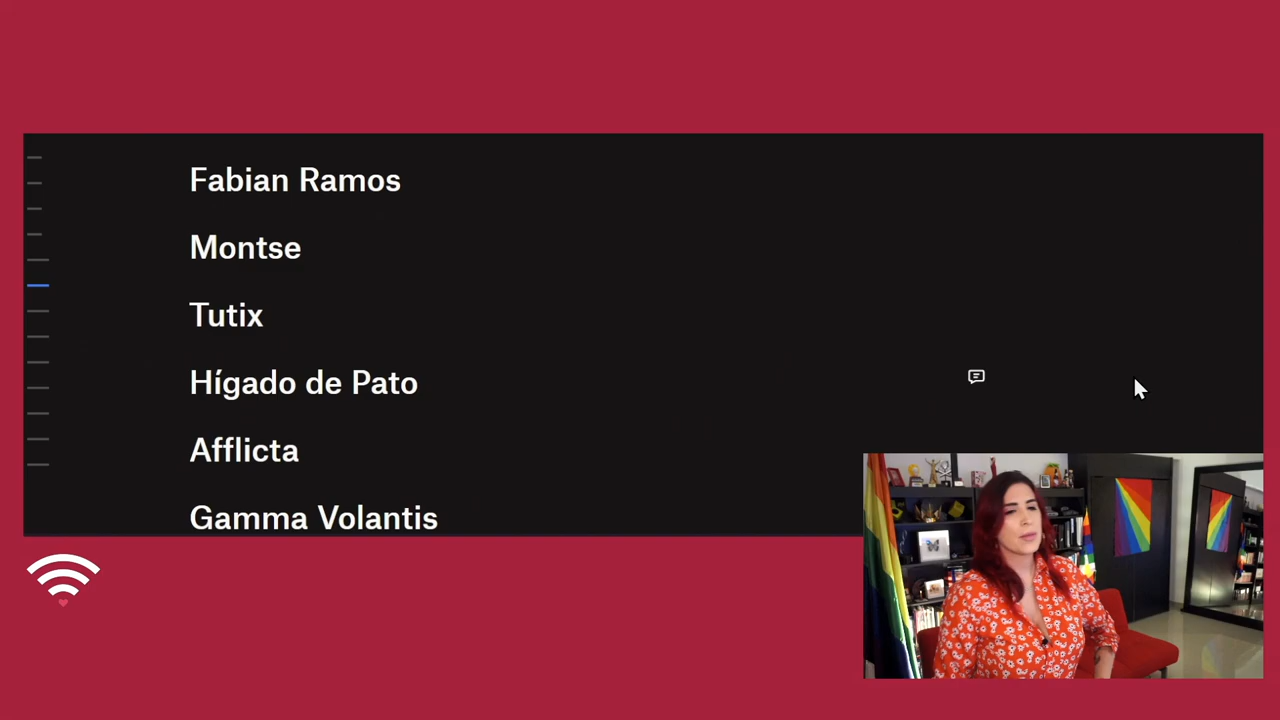 Fabian Ramos
Montse
Tutix
Hígado de Pato
Afflicta
Gamma Volantis